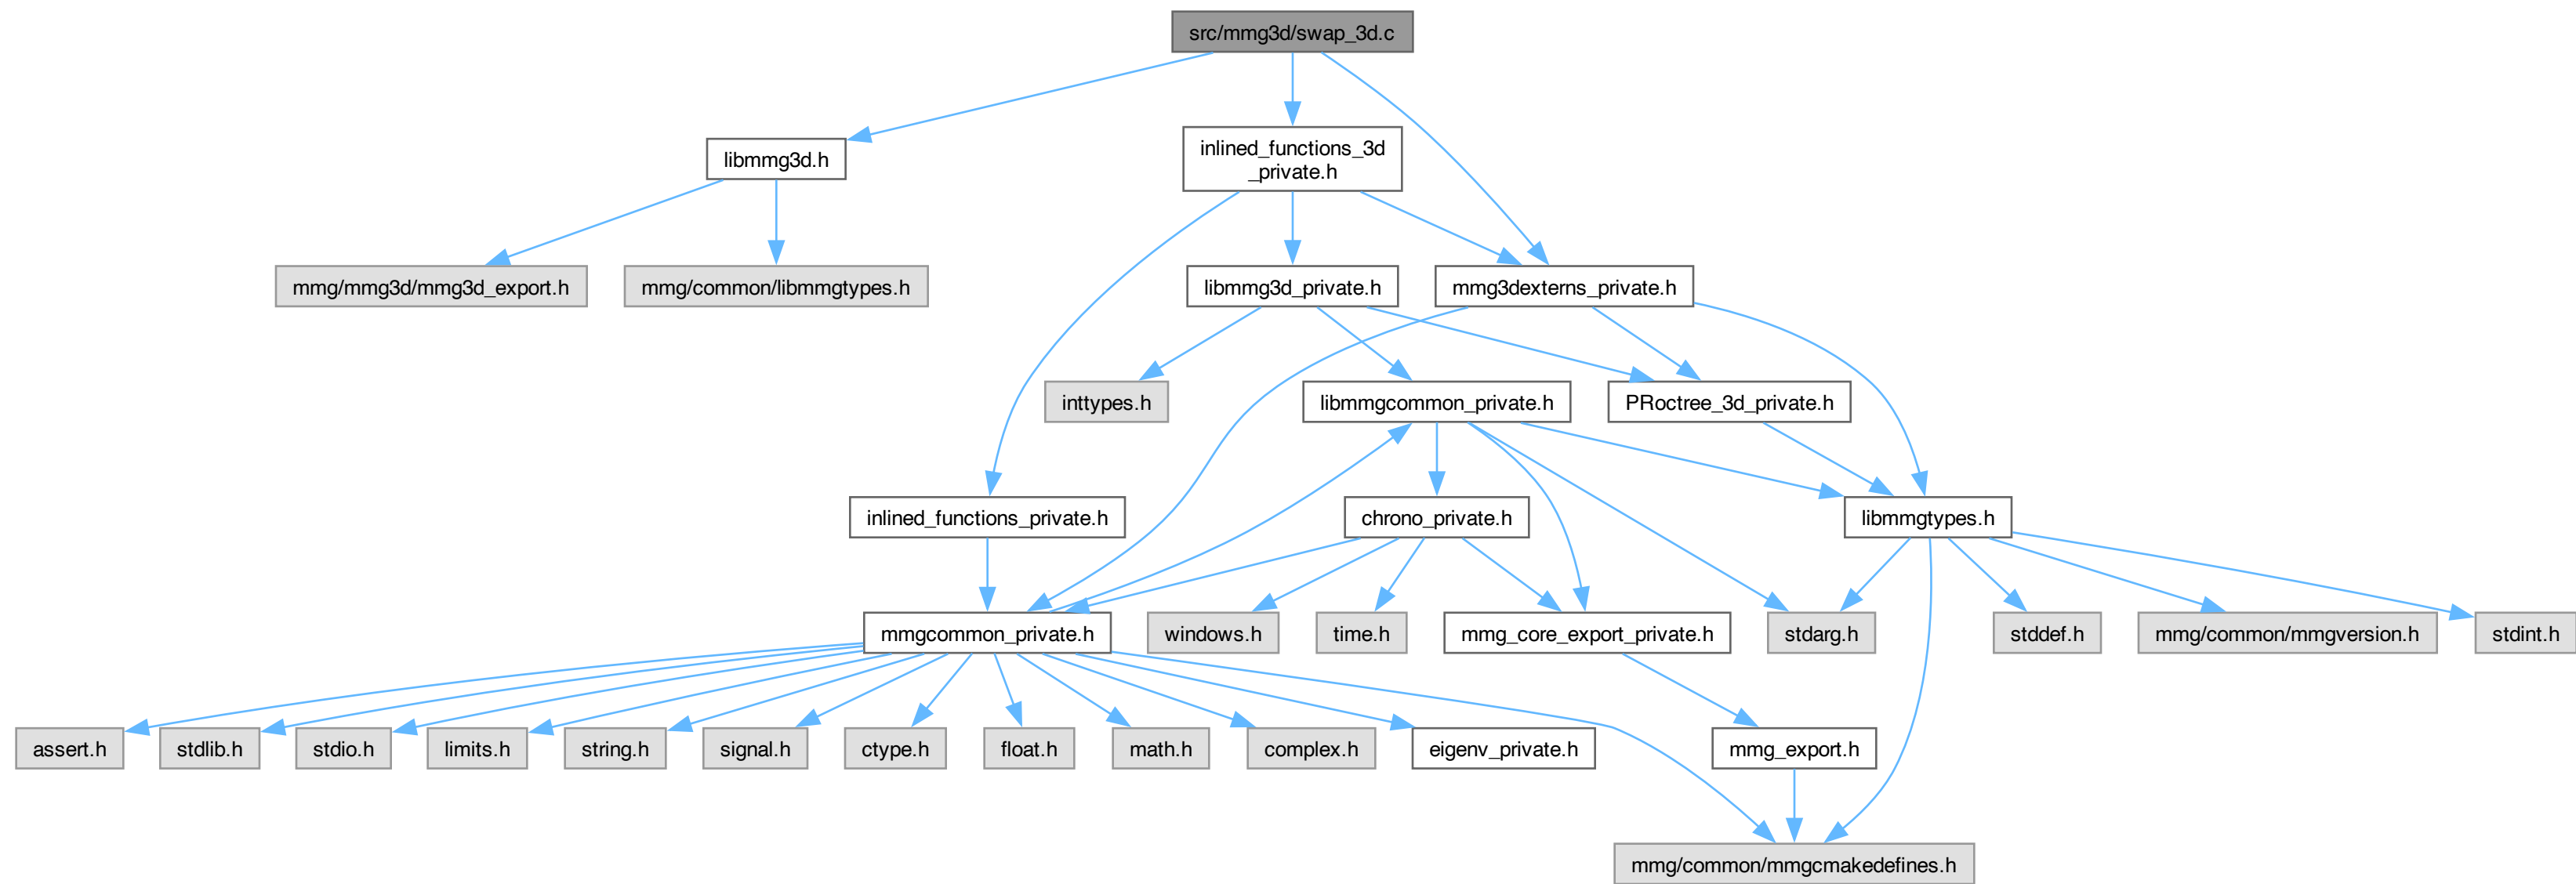 src/mmg3d/swap_3d.c
libmmg3d.h
inlined_functions_3d
_private.h
mmg/mmg3d/mmg3d_export.h
mmg/common/libmmgtypes.h
libmmg3d_private.h
mmg3dexterns_private.h
inttypes.h
libmmgcommon_private.h
PRoctree_3d_private.h
inlined_functions_private.h
chrono_private.h
libmmgtypes.h
mmgcommon_private.h
windows.h
time.h
mmg_core_export_private.h
stdarg.h
stddef.h
mmg/common/mmgversion.h
stdint.h
assert.h
stdlib.h
stdio.h
limits.h
string.h
signal.h
ctype.h
float.h
math.h
complex.h
eigenv_private.h
mmg_export.h
mmg/common/mmgcmakedefines.h